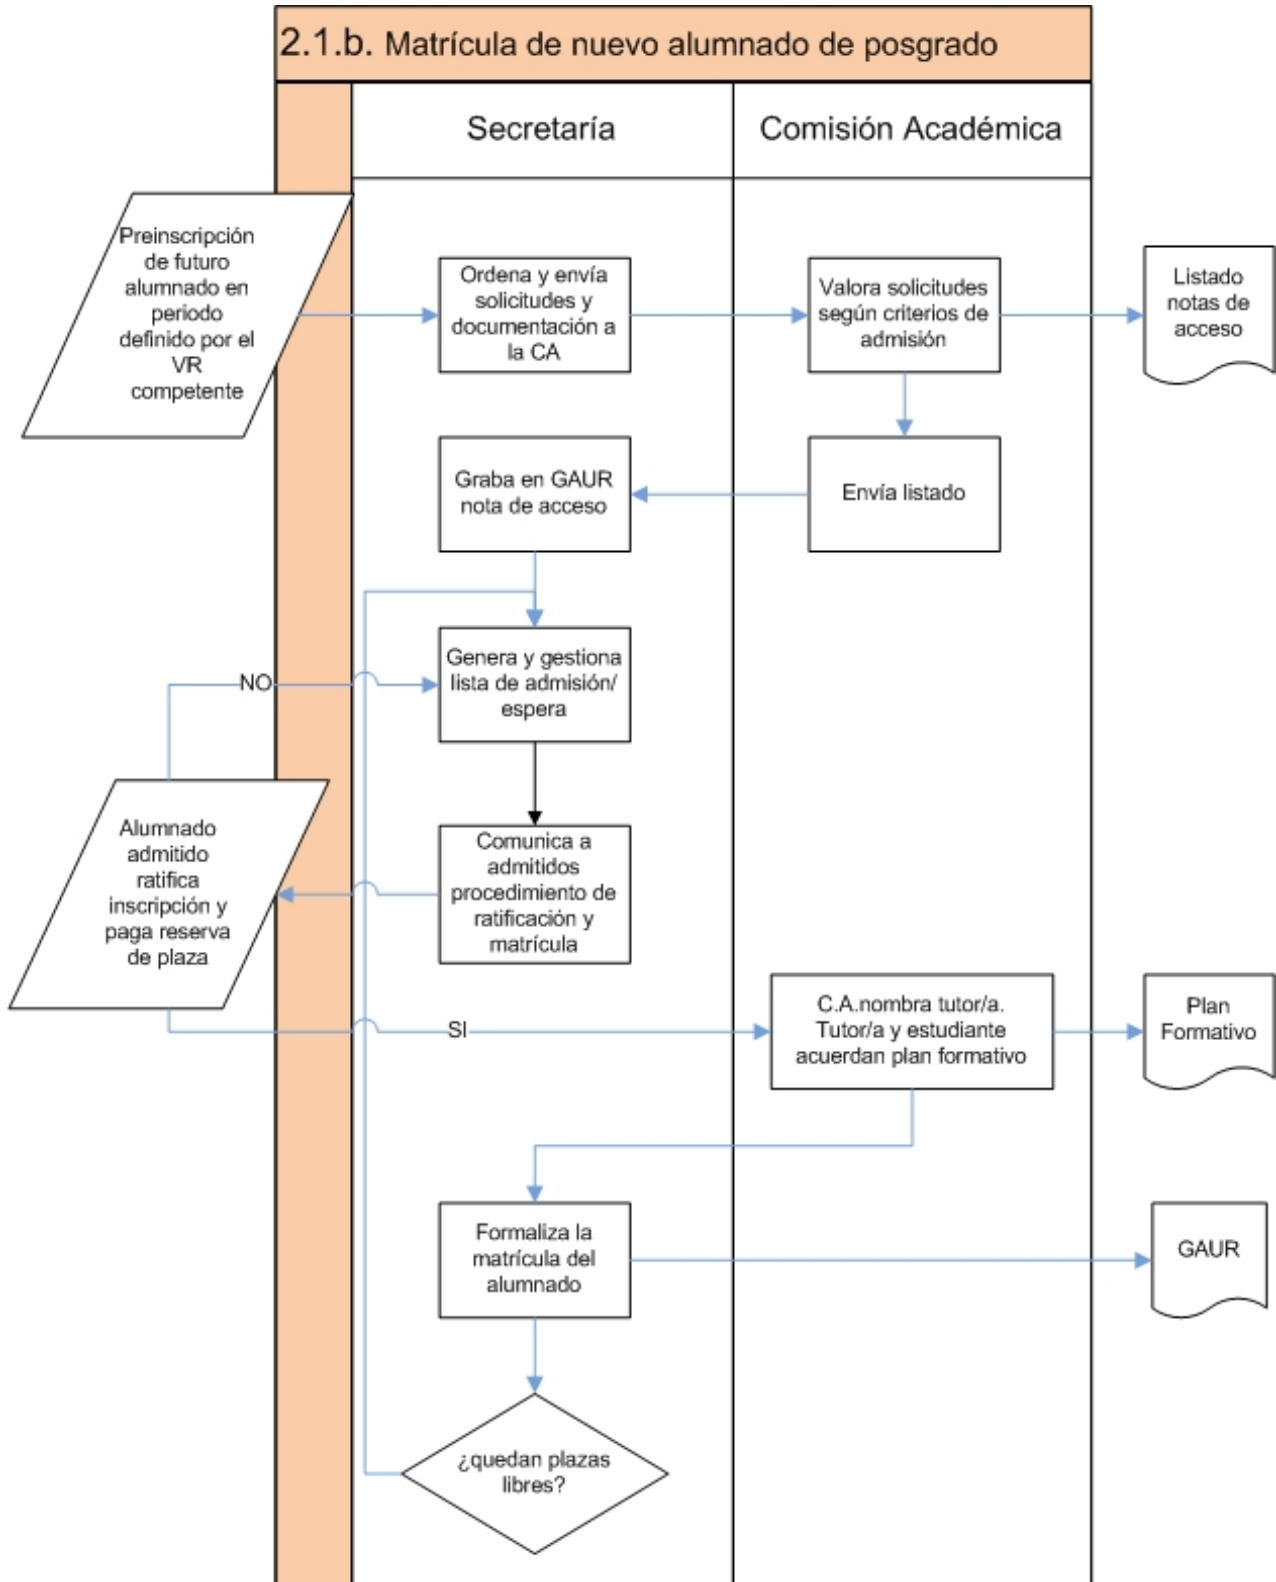 2.1.b. Matrícula de nuevo alumnado de posgrado
Secretaría
Comisión Académica
Preinscripción
de futuro
alumnado en
periodo
definido por el
VR
competente
Ordena y envía
solicitudes y
documentación a
la CA
Valora solicitudes
según criterios de
admisión
Listado
notas de
acceso
Graba en GAUR
nota de acceso
Envía listado
Genera y gestiona
lista de admisión/
espera
NO
Alumnado
admitido
ratifica
inscripción y
paga reserva
de plaza
Comunica a
admitidos
procedimiento de
ratificación y
matrícula
SI
C.A.nombra tutor/a.
Tutor/a y estudiante
acuerdan plan formativo
Plan
Formativo
Formaliza la
matrícula del
alumnado
GAUR
¿quedan plazas
libres?